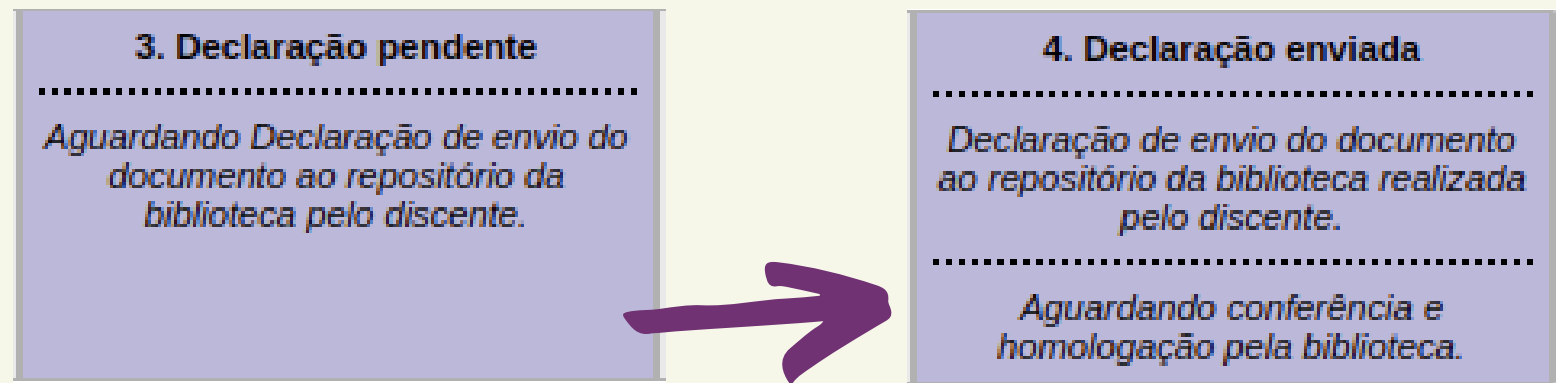 3. Declaração pendente
Aguardando Declaração de envio do
documento ao repositório da
biblioteca pelo discente.
4. Declaração enviada
Declaração de envio do documento
ao repositório da biblioteca realizada
pelo discente.
Aguardando conferência e
homologação pela biblioteca.